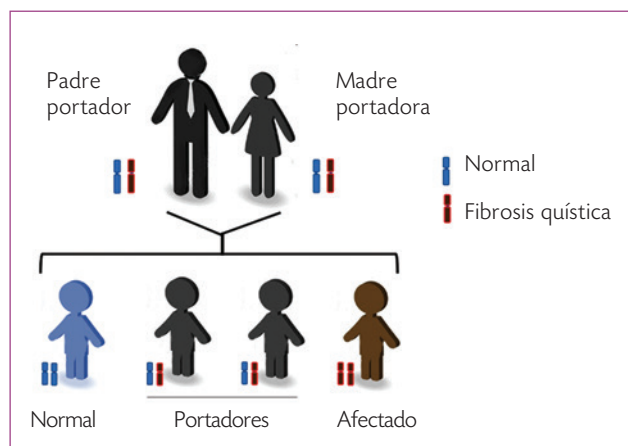 Padre
portador
Madre
portadora
Normal
Fibrosis quística
Normal
Portadores
Afectado